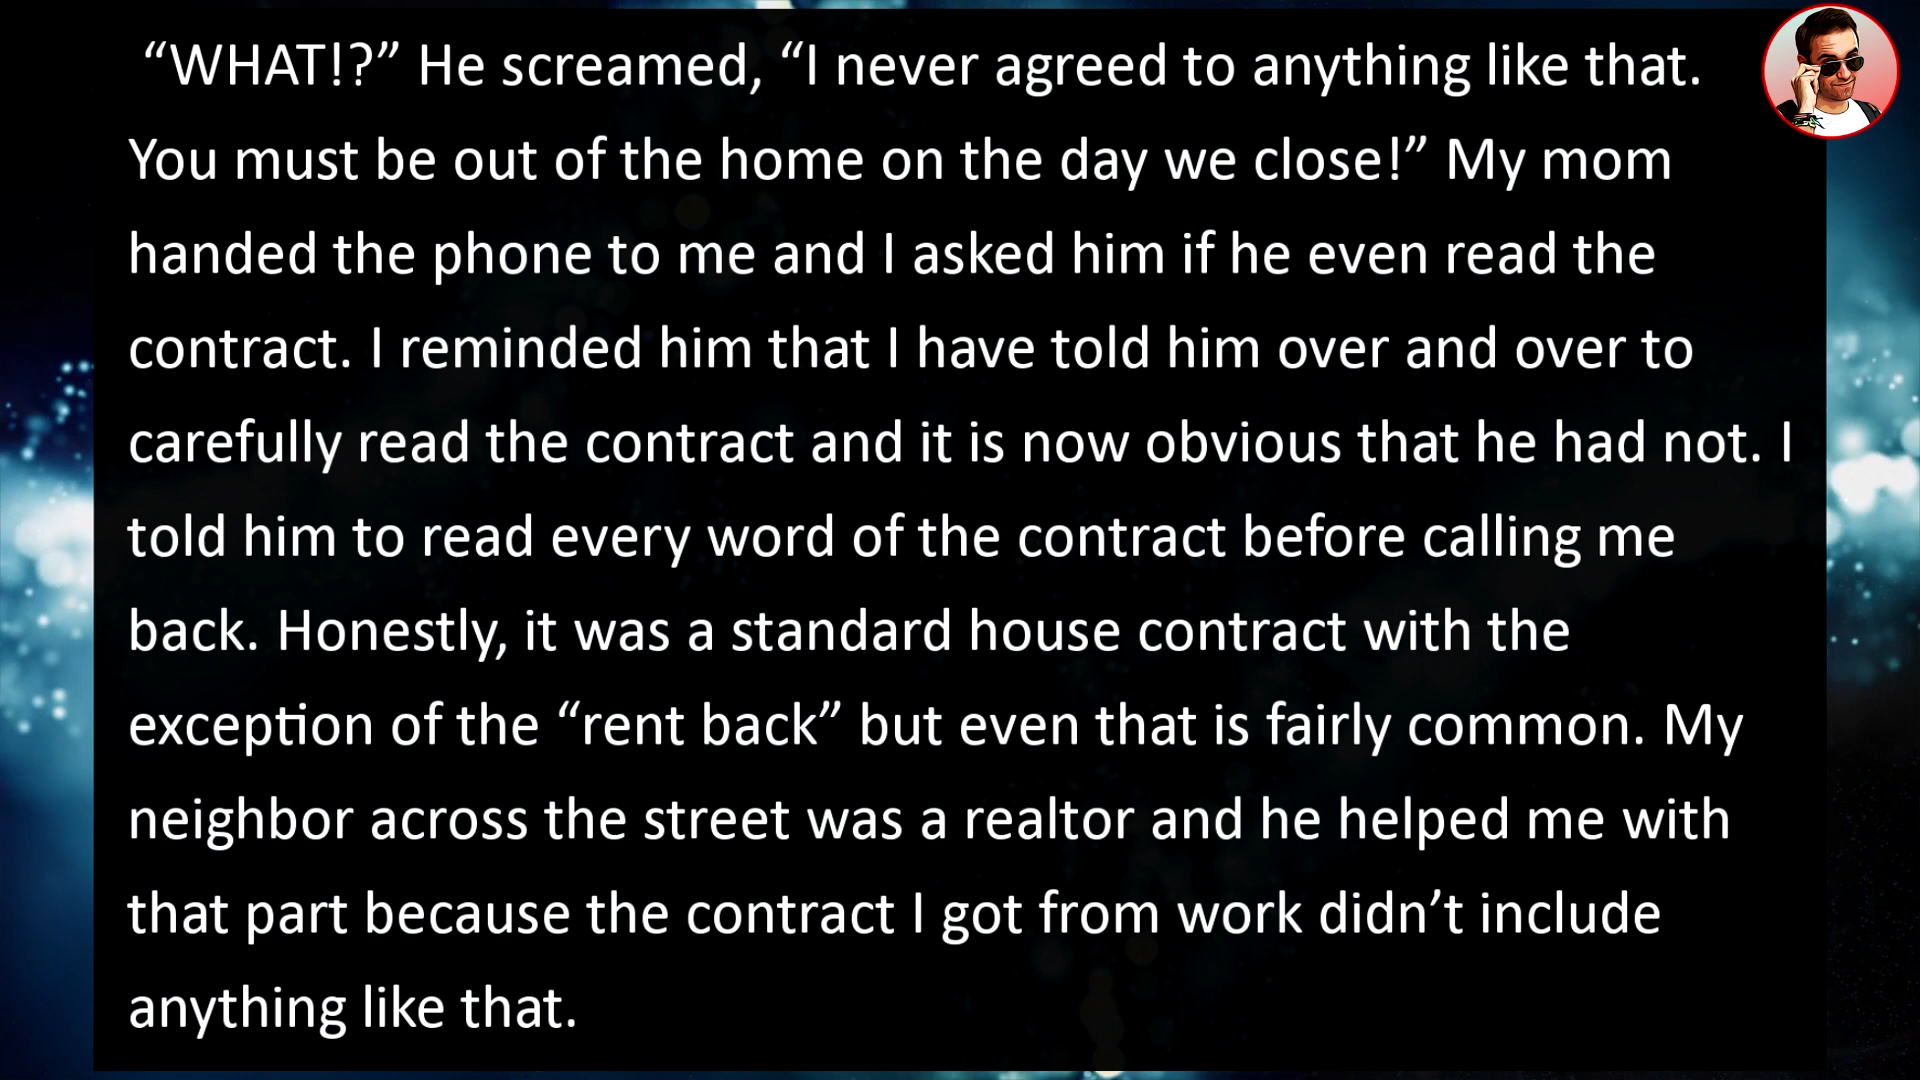 “WHAT!?” He screamed, “I never agreed to anything like that.
You must be out of the home on the day we close!” My mom
handed the phone to me and I asked him if he even read the
contract. I reminded him that I have told him over and over to
carefully read the contract and it is now obvious that he had not. I
told him to read every word of the contract before calling me
back. Honestly, it was a standard house contract with the
exception of the “rent back” but even that is fairly common. My
neighbor across the street was a realtor and he helped me with
that part because the contract I got from work didn’t include
anything like that.